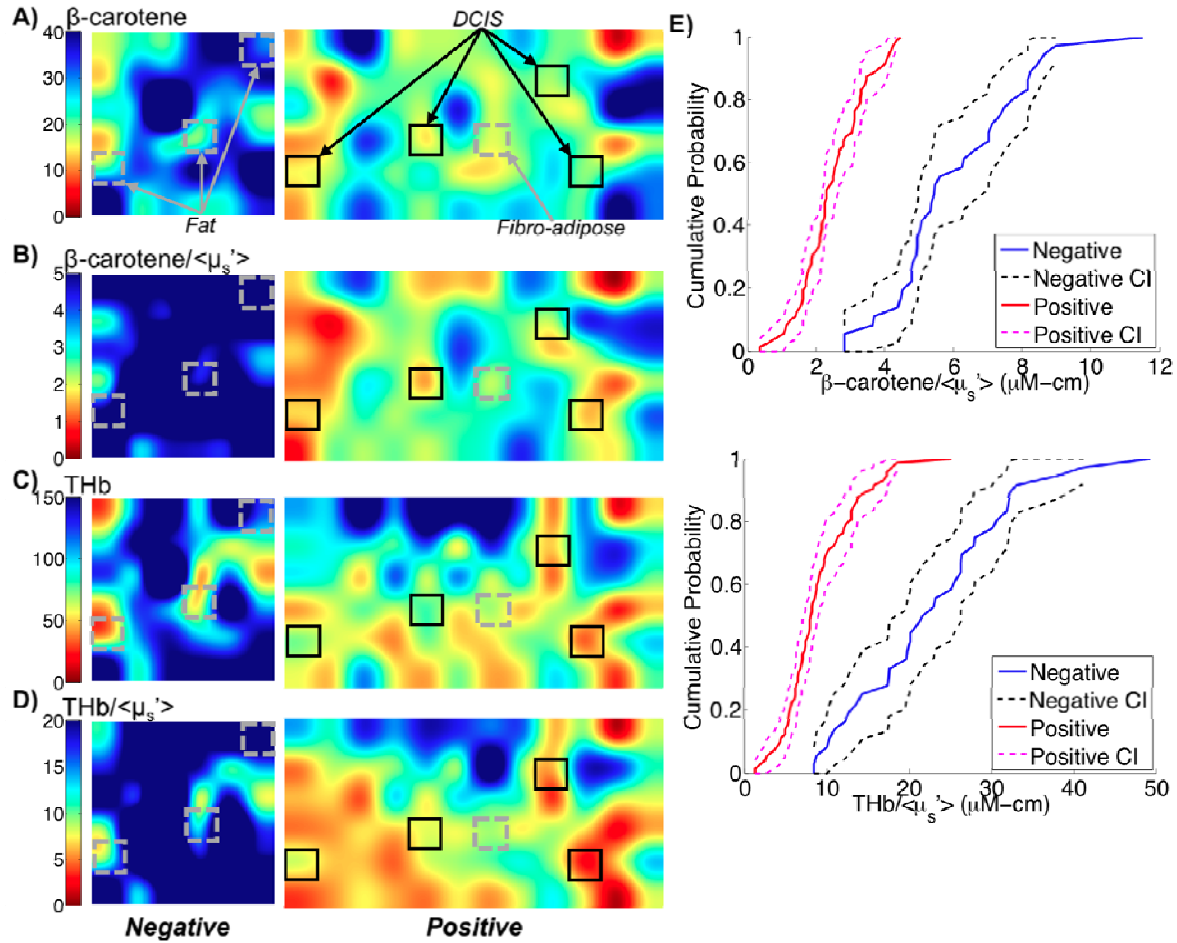 A) β-carotene
40
30
20
10
0
DCIS
Fat
Fibro-adipose
B) β-carotene/<μs'>
5
4
3
2
1
0
C) THb
150
100
50
0
D) THb/<μs'>
20
15
10
5
0
Negative
Positive
E)
Cumulative Probability
1
0.8
0.6
0.4
0.2
0
Negative
Negative CI
Positive
Positive CI
0 2 4 6 8 10 12
β-carotene/<μs'> (μM-cm)
Cumulative Probability
1
0.8
0.6
0.4
0.2
0
Negative
Negative CI
Positive
Positive CI
0 10 20 30 40 50
THb/<μs'> (μM-cm)